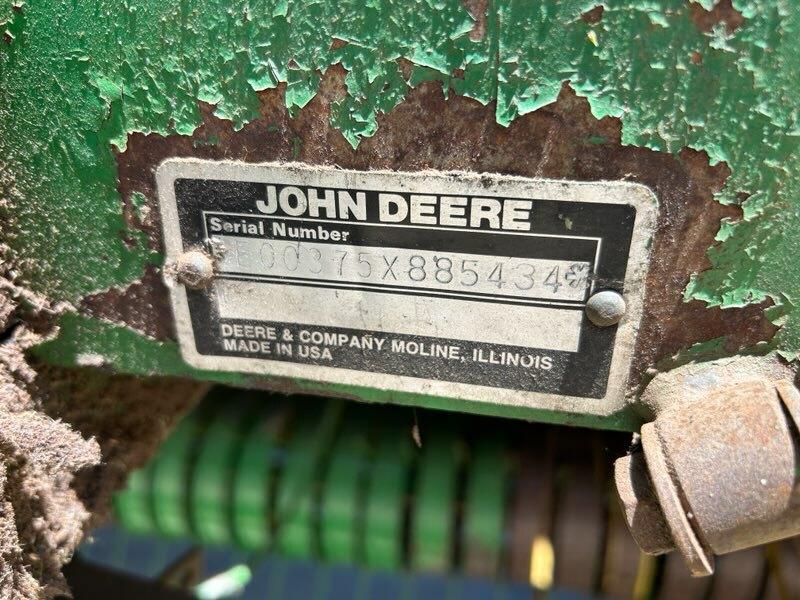 JOHN DEERE
Serial Number
E00375X885434*
DEERE & COMPANY MOLINE, ILLINOIS
MADE IN USA